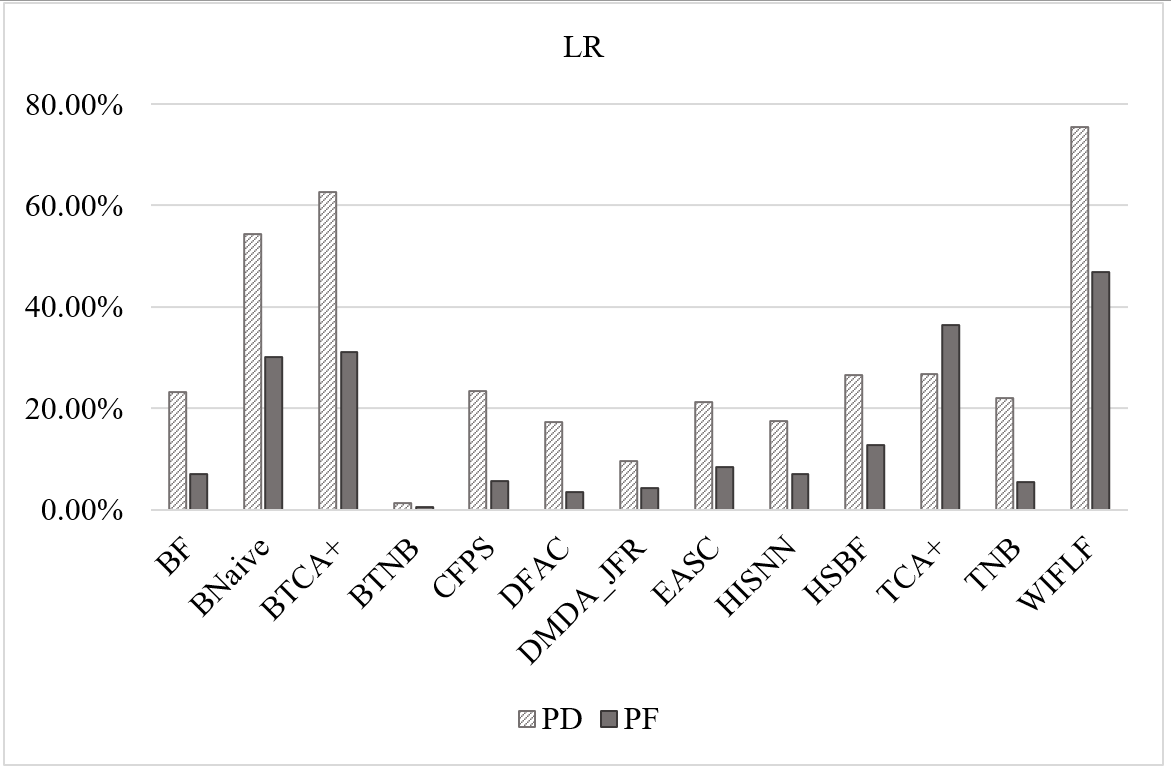 LR
80.00%
60.00%
40.00%
20.00%
0.00%
BF
BNaive
BTCA+
BTNB
CFPS
DFAC
DMDA_JFR
EASC
HISNN
HSBF
TCA+
TNB
WIFLF
PD PF